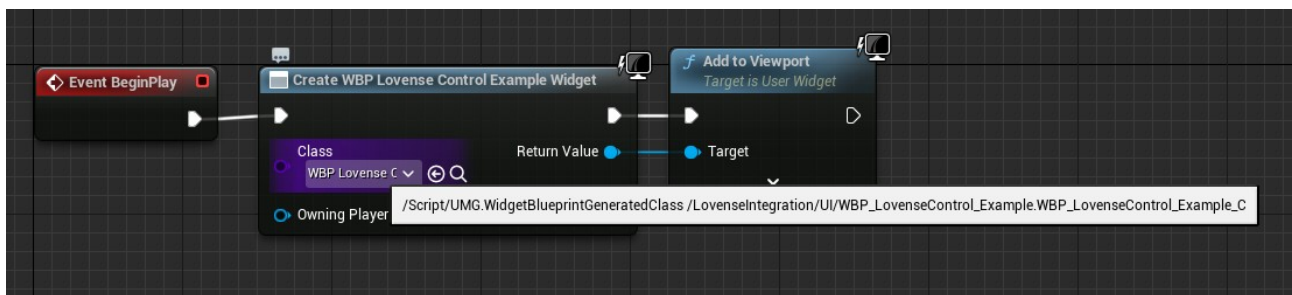 Event BeginPlay
Create WBP Lovense Control Example Widget
Class
WBP Lovense C
Return Value
Owning Player
f Add to Viewport
Target is User Widget
Target
/Script/UMG.WidgetBlueprintGeneratedClass /LovenseIntegration/UI/WBP_LovenseControl_Example.WBP_LovenseControl_Example_C